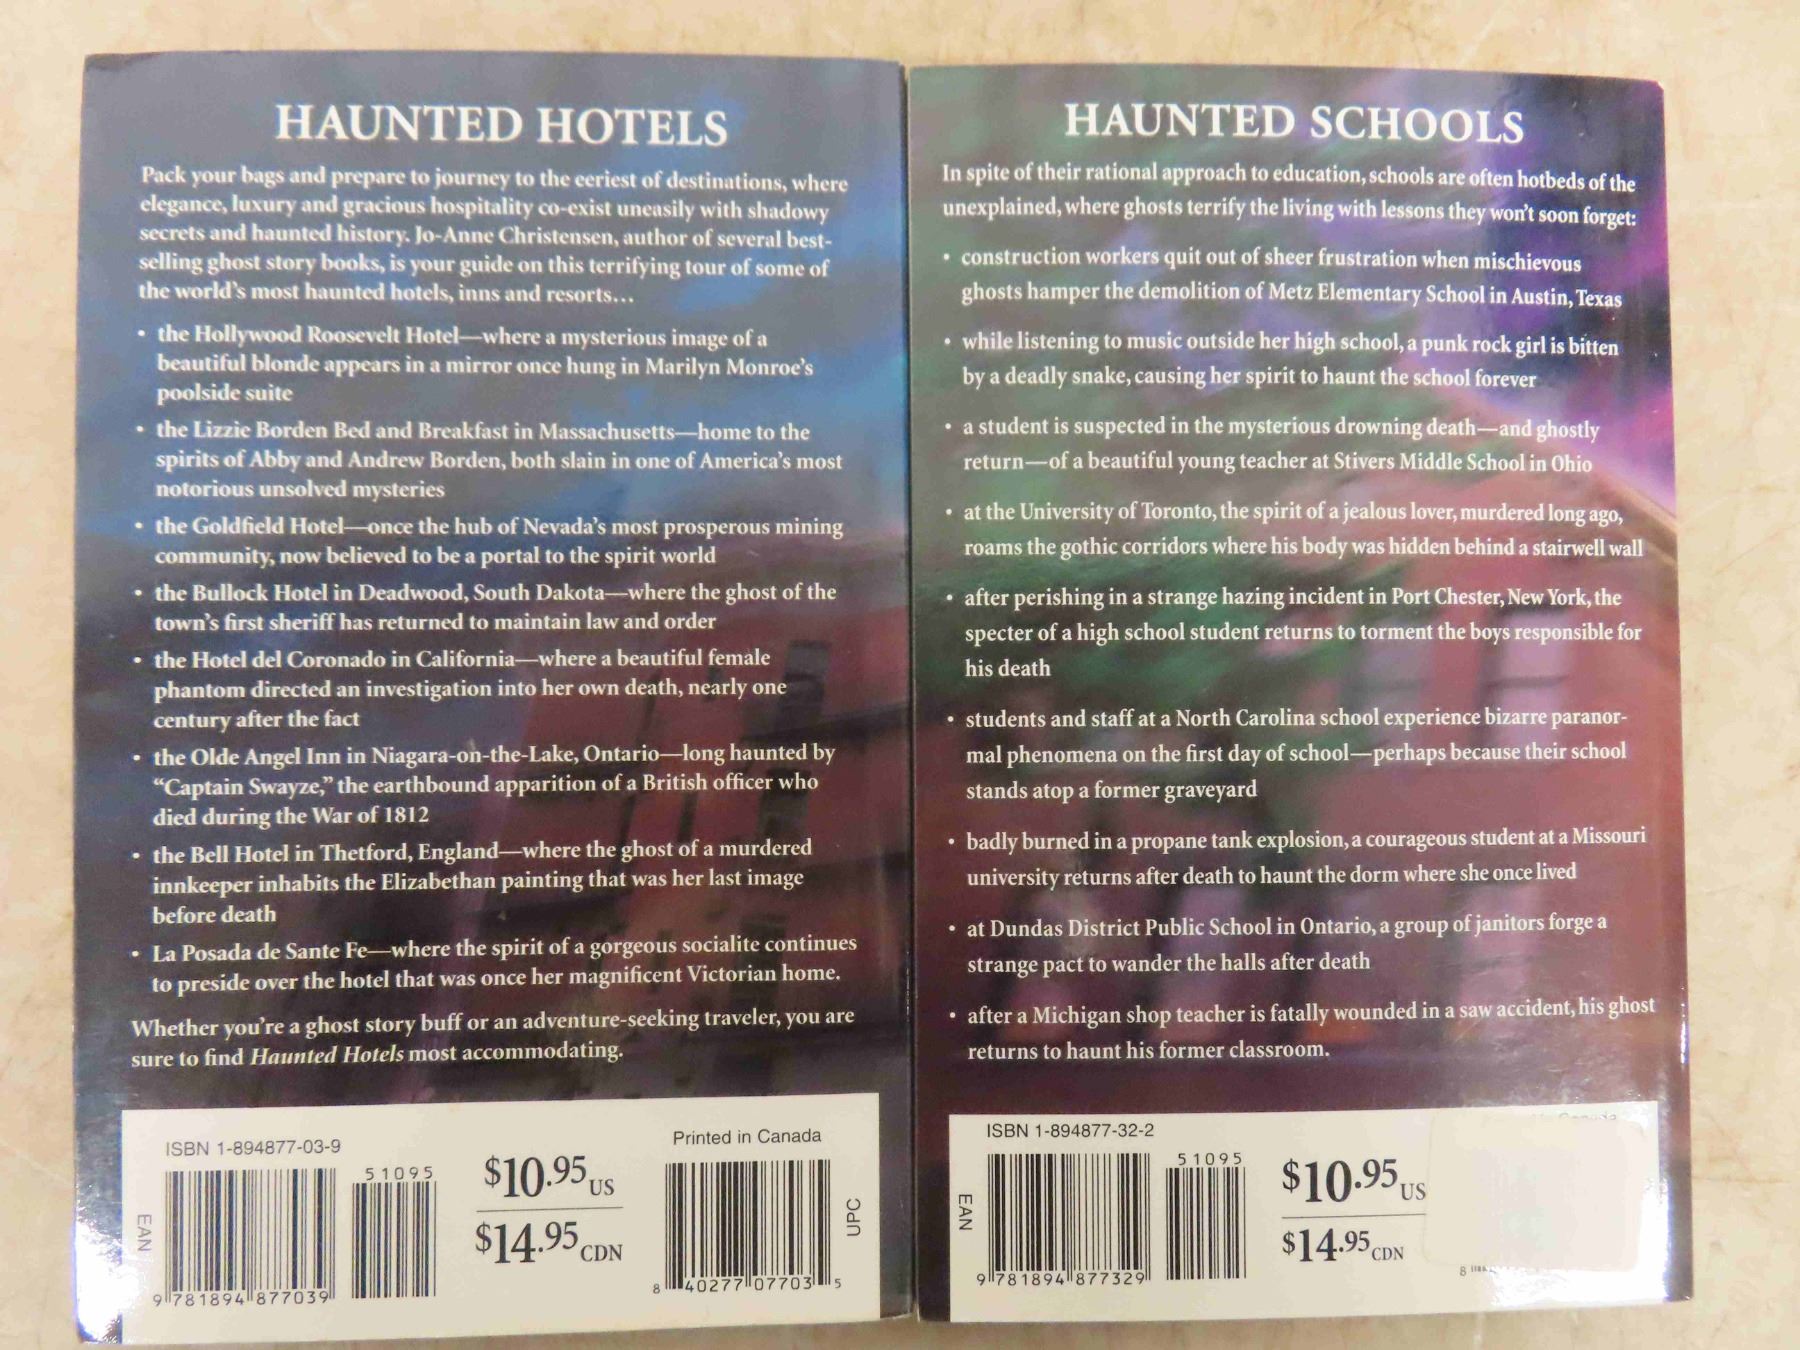 HAUNTED HOTELS
Pack your bags and prepare to journey to the eeriest of destinations, where
elegance, luxury and gracious hospitality co-exist uneasily with shadowy
secrets and haunted history. Jo-Anne Christensen, author of several best-
selling ghost story books, is your guide on this terrifying tour of some of
the world's most haunted hotels, inns and resorts...
• the Hollywood Roosevelt Hotel—where a mysterious image of a
beautiful blonde appears in a mirror once hung in Marilyn Monroe's
poolside suite
• the Lizzie Borden Bed and Breakfast in Massachusetts—home to the
spirits of Abby and Andrew Borden, both slain in one of America's most
notorious unsolved mysteries
• the Goldfield Hotel—once the hub of Nevada's most prosperous mining
community, now believed to be a portal to the spirit world
• the Bullock Hotel in Deadwood, South Dakota—where the ghost of the
town's first sheriff has returned to maintain law and order
• the Hotel del Coronado in California—where a beautiful female
phantom directed an investigation into her own death, nearly one
century after the fact
• the Olde Angel Inn in Niagara-on-the-Lake, Ontario—long haunted by
"Captain Swayze," the earthbound apparition of a British officer who
died during the War of 1812
• the Bell Hotel in Thetford, England—where the ghost of a murdered
innkeeper inhabits the Elizabethan painting that was her last image
before death
• La Posada de Sante Fe—where the spirit of a gorgeous socialite continues
to preside over the hotel that was once her magnificent Victorian home.
Whether you're a ghost story buff or an adventure-seeking traveler, you are
sure to find Haunted Hotels most accommodating.
ISBN 1-894877-03-9
51095
EAN
9 781894 877039
$10.95 US
$14.95 CDN
Printed in Canada
UPC
8 40277 07703 5
HAUNTED SCHOOLS
In spite of their rational approach to education, schools are often hotbeds of the
unexplained, where ghosts terrify the living with lessons they won't soon forget:
• construction workers quit out of sheer frustration when mischievous
ghosts hamper the demolition of Metz Elementary School in Austin, Texas
• while listening to music outside her high school, a punk rock girl is bitten
by a deadly snake, causing her spirit to haunt the school forever
• a student is suspected in the mysterious drowning death—and ghostly
return—of a beautiful young teacher at Stivers Middle School in Ohio
• at the University of Toronto, the spirit of a jealous lover, murdered long ago,
roams the gothic corridors where his body was hidden behind a stairwell wall
• after perishing in a strange hazing incident in Port Chester, New York, the
specter of a high school student returns to torment the boys responsible for
his death
• students and staff at a North Carolina school experience bizarre paranor-
mal phenomena on the first day of school—perhaps because their school
stands atop a former graveyard
• badly burned in a propane tank explosion, a courageous student at a Missouri
university returns after death to haunt the dorm where she once lived
• at Dundas District Public School in Ontario, a group of janitors forge a
strange pact to wander the halls after death
• after a Michigan shop teacher is fatally wounded in a saw accident, his ghost
returns to haunt his former classroom.
ISBN 1-894877-32-2
51095
EAN
9 781894 877329
$10.95 US
$14.95 CDN
8